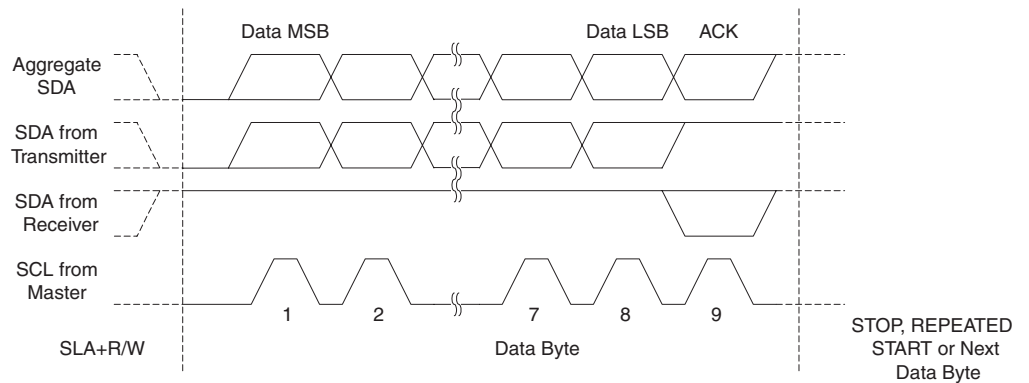 Data MSB
Data LSB
ACK
Aggregate
SDA
SDA from
Transmitter
SDA from
Receiver
SCL from
Master
1
2
7
8
9
SLA+R/W
Data Byte
STOP, REPEATED
START or Next
Data Byte